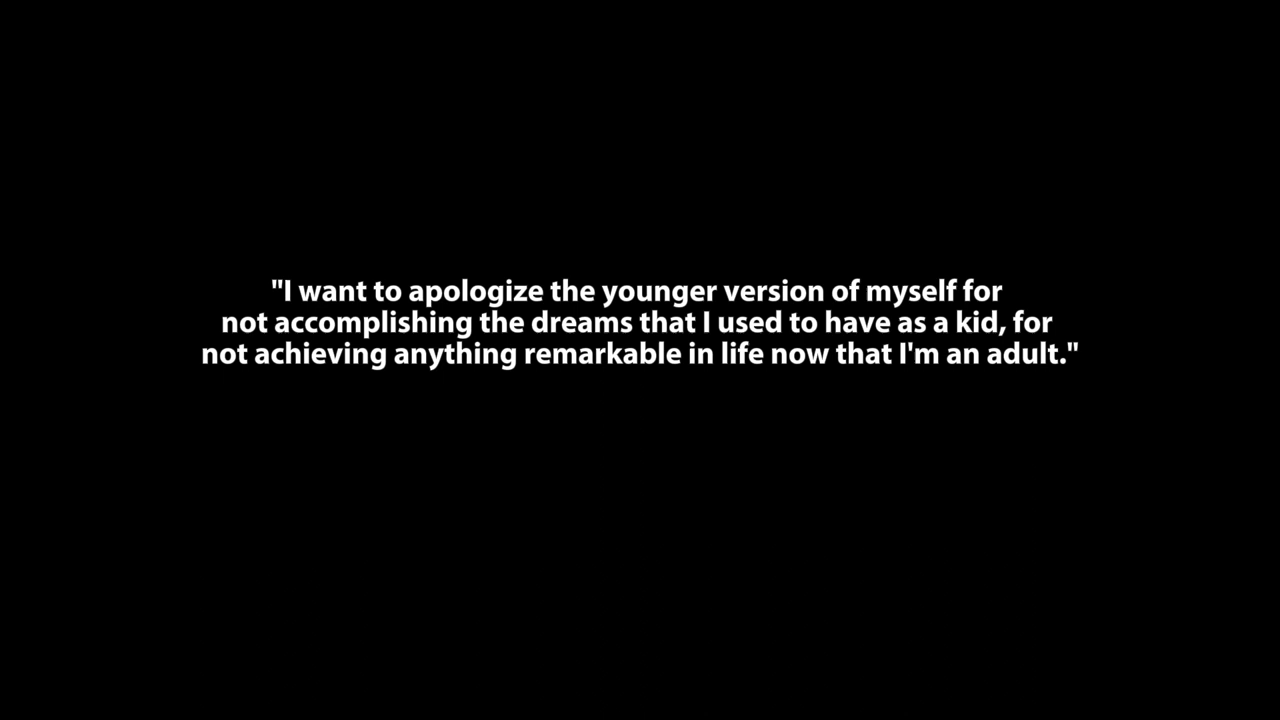 "I want to apologize the younger version of myself for
not accomplishing the dreams that I used to have as a kid, for
not achieving anything remarkable in life now that I'm an adult."